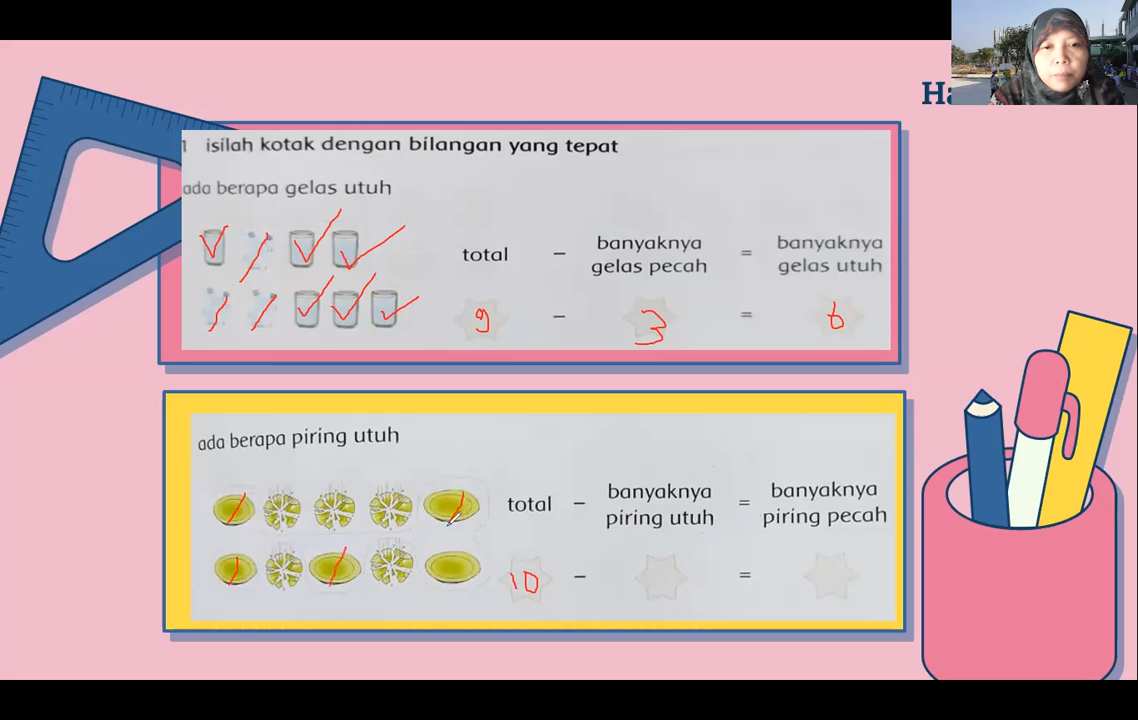 Ha
1 isilah kotak dengan bilangan yang tepat
ada berapa gelas utuh
total - banyaknya gelas pecah = banyaknya gelas utuh
9 - 3 = 6
ada berapa piring utuh
total - banyaknya piring utuh = banyaknya piring pecah
10 - =